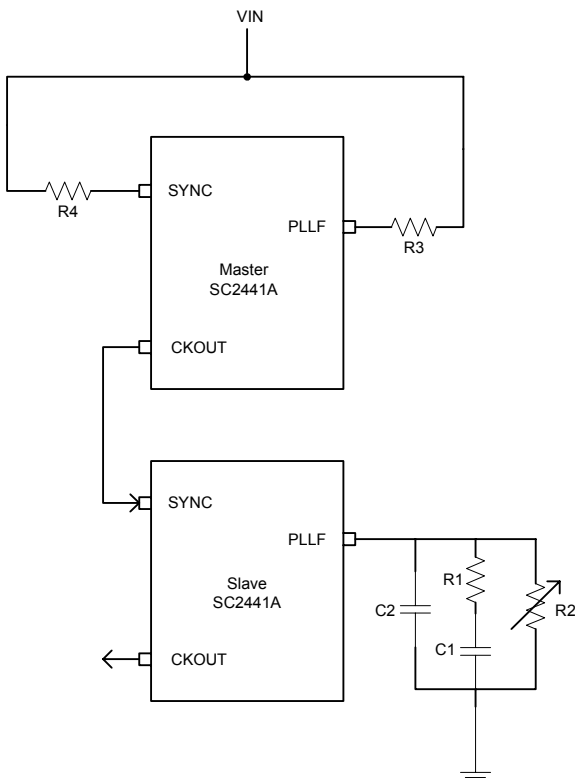 VIN
SYNC
R4
PLLF
R3
Master
SC2441A
CKOUT
SYNC
PLLF
R1
Slave
SC2441A
C2
R2
C1
CKOUT